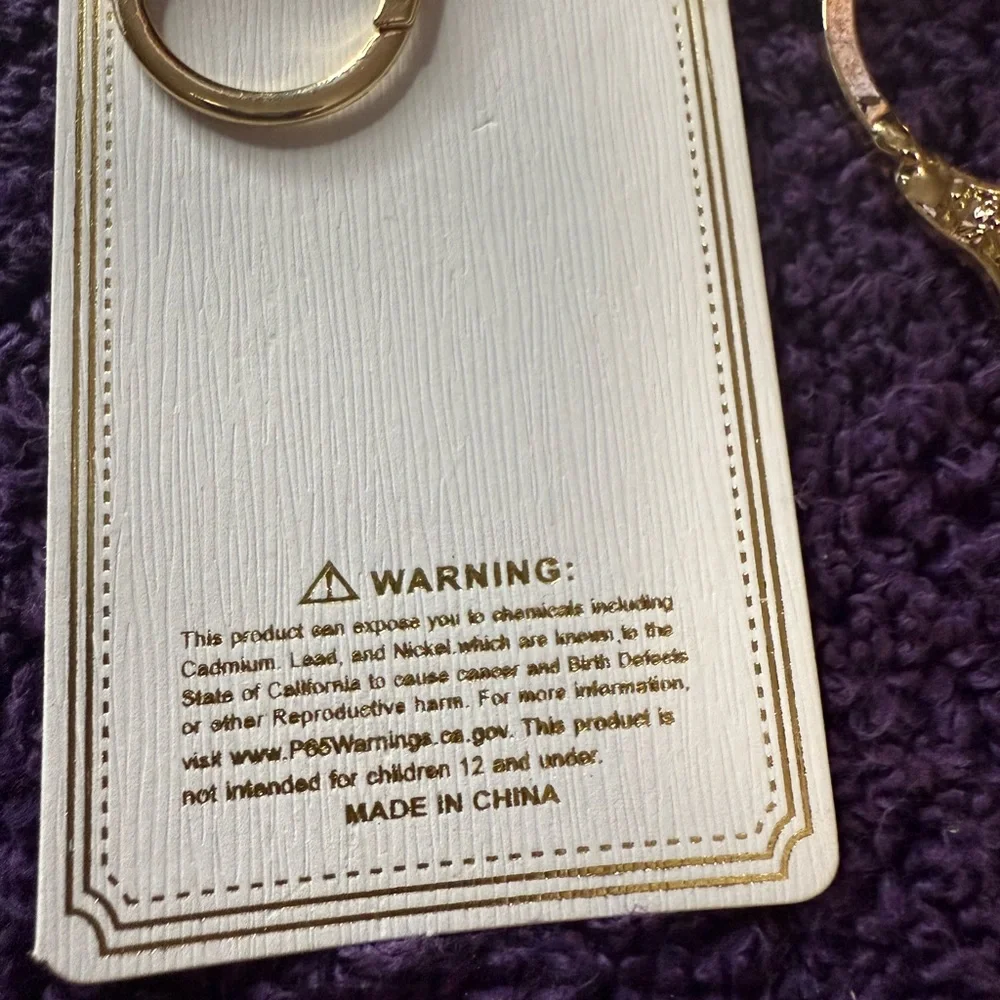 WARNING:
This product can expose you to chemicals including
Cadmium. Lead, and Nickel.which are known to the
State of California to cause cancer and Birth Defects
or other Reproductive harm. For more information,
visit www.P65Warnings.ca.gov. This product is
not intended for children 12 and under.
MADE IN CHINA